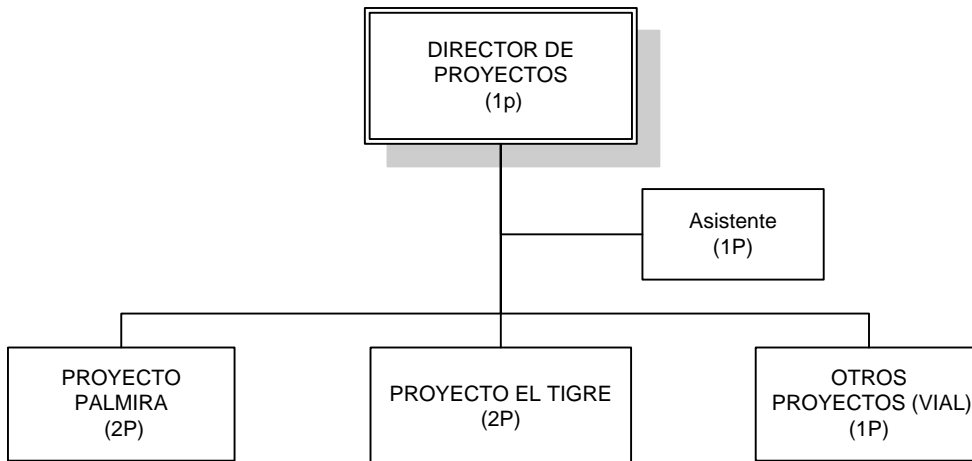 DIRECTOR DE
PROYECTOS
(1p)
Asistente
(1P)
PROYECTO
PALMIRA
(2P)
PROYECTO EL TIGRE
(2P)
OTROS
PROYECTOS (VIAL)
(1P)